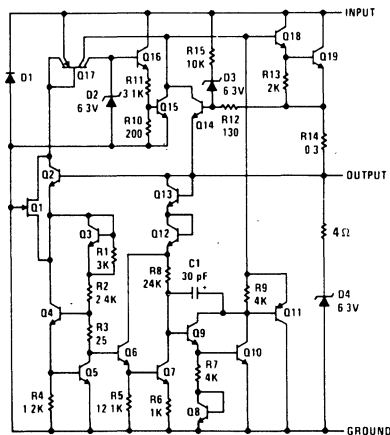 INPUT
Q18
Q19
R15
10K
Q16
Q17
D1
D3
6 3V
R13
2K
R11
3 1K
D2
6 3V
Q15
Q14
R12
130
R10
200
R14
0 3
Q2
OUTPUT
Q1
Q13
Q3
Q12
R1
3K
C1
30 pF
4 Ω
R8
24K
R9
4K
Q11
D4
6 3V
R2
2 4K
Q4
R3
25
Q9
Q6
Q10
Q5
Q7
R7
4K
R4
1 2K
R5
12 1K
R6
1K
Q8
GROUND